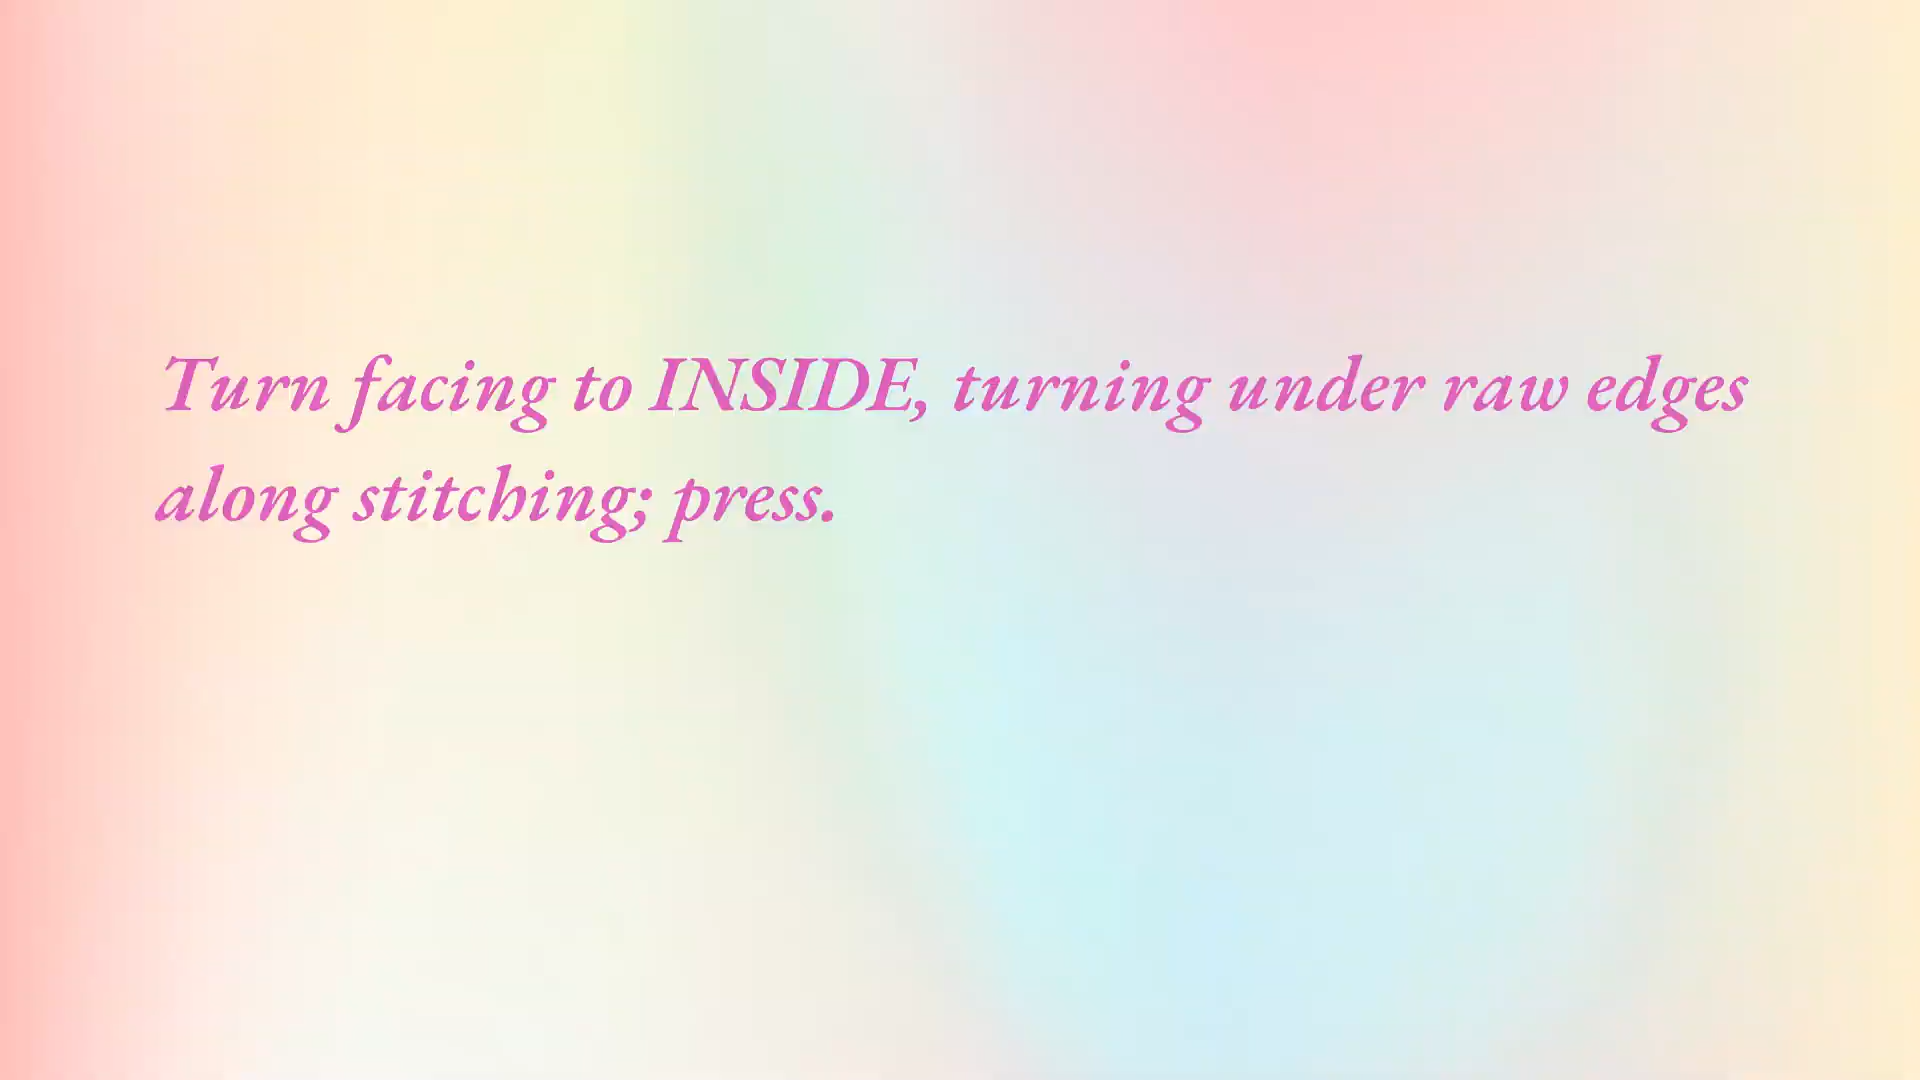 Turn facing to INSIDE, turning under raw edges
along stitching; press.